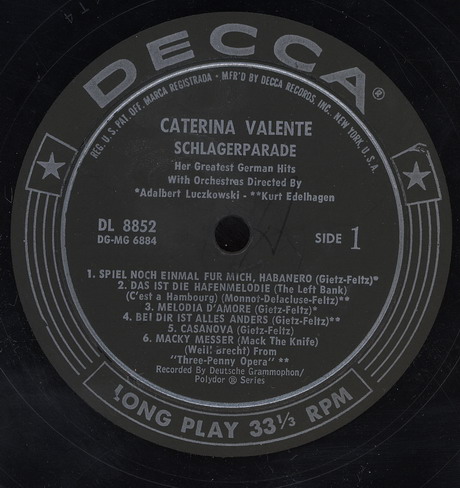 DECCA®
REG. U.S. PAT. OFF. MARCA REGISTRADA • MF'R'D BY DECCA RECORDS, INC., NEW YORK, U.S.A.
CATERINA VALENTE
SCHLAGERPARADE
Her Greatest German Hits
With Orchestras Directed By
*Adalbert Luczkowski - **Kurt Edelhagen
DL 8852
DG-MG 6884
SIDE 1
1. SPIEL NOCH EINMAL FUR MICH, HABANERO (Gietz-Feltz)*
2. DAS IST DIE HAFENMELODIE (The Left Bank)
(C'est a Hambourg) (Monnot-Delacluse-Feltz)**
3. MELODIA D'AMORE (Gietz-Feltz)*
4. BEI DIR IST ALLES ANDERS (Gietz-Feltz)**
5. CASANOVA (Gietz-Feltz)
6. MACKY MESSER (Mack The Knife)
(Weill-Brecht) From
"Three-Penny Opera" **
Recorded By Deutsche Grammophon/
Polydor ® Series
LONG PLAY 33 1/3 RPM